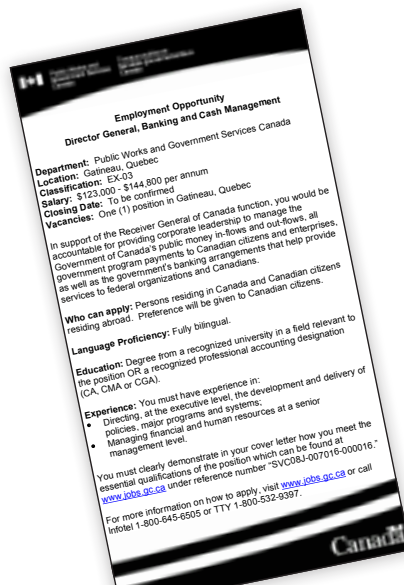 Employment Opportunity
Director General, Banking and Cash Management
Department: Public Works and Government Services Canada
Location: Gatineau, Quebec
Classification: EX-03
Salary: $123,000 - $144,800 per annum
Closing Date: To be confirmed
Vacancies: One (1) position in Gatineau, Quebec
In support of the Receiver General of Canada function, you would be
accountable for providing corporate leadership to manage the
Government of Canada's public money in-flows and out-flows, all
government program payments to Canadian citizens and enterprises,
as well as the government's banking arrangements that help provide
services to federal organizations and Canadians.
Who can apply: Persons residing in Canada and Canadian citizens
residing abroad. Preference will be given to Canadian citizens.
Language Proficiency: Fully bilingual.
Education: Degree from a recognized university in a field relevant to
the position OR a recognized professional accounting designation
(CA, CMA or CGA).
Experience: You must have experience in:
• Directing, at the executive level, the development and delivery of
policies, major programs and systems;
• Managing financial and human resources at a senior
management level.
You must clearly demonstrate in your cover letter how you meet the
essential qualifications of the position which can be found at
www.jobs.gc.ca under reference number "SVC08J-007016-000016."
For more information on how to apply, visit www.jobs.gc.ca or call
Infotel 1-800-645-6505 or TTY 1-800-532-9397.
Canada